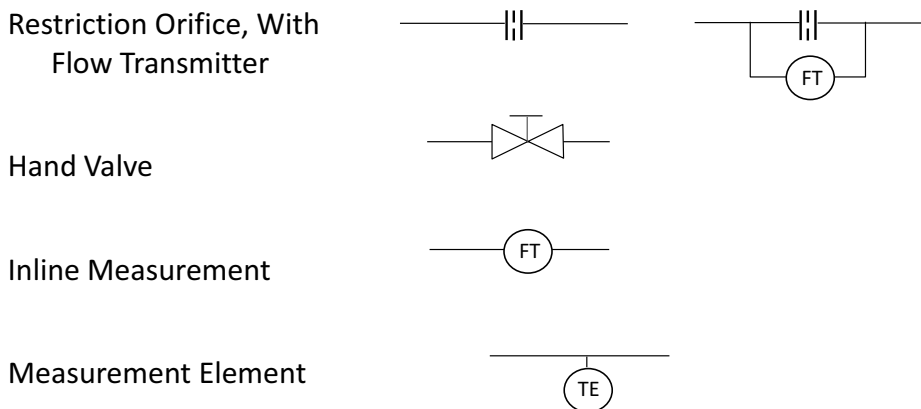 Restriction Orifice, With
Flow Transmitter
FT
Hand Valve
Inline Measurement
FT
Measurement Element
TE